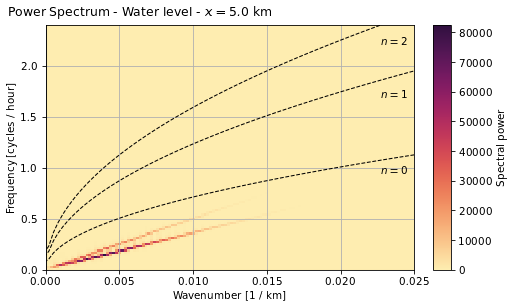 Power Spectrum - Water level - x = 5.0 km
80000
70000
60000
50000
40000
30000
20000
10000
0
Spectral power
2.0
1.5
1.0
0.5
0.0
Frequency [cycles / hour]
n = 2
n = 1
n = 0
0.000
0.005
0.010
0.015
0.020
0.025
Wavenumber [1 / km]